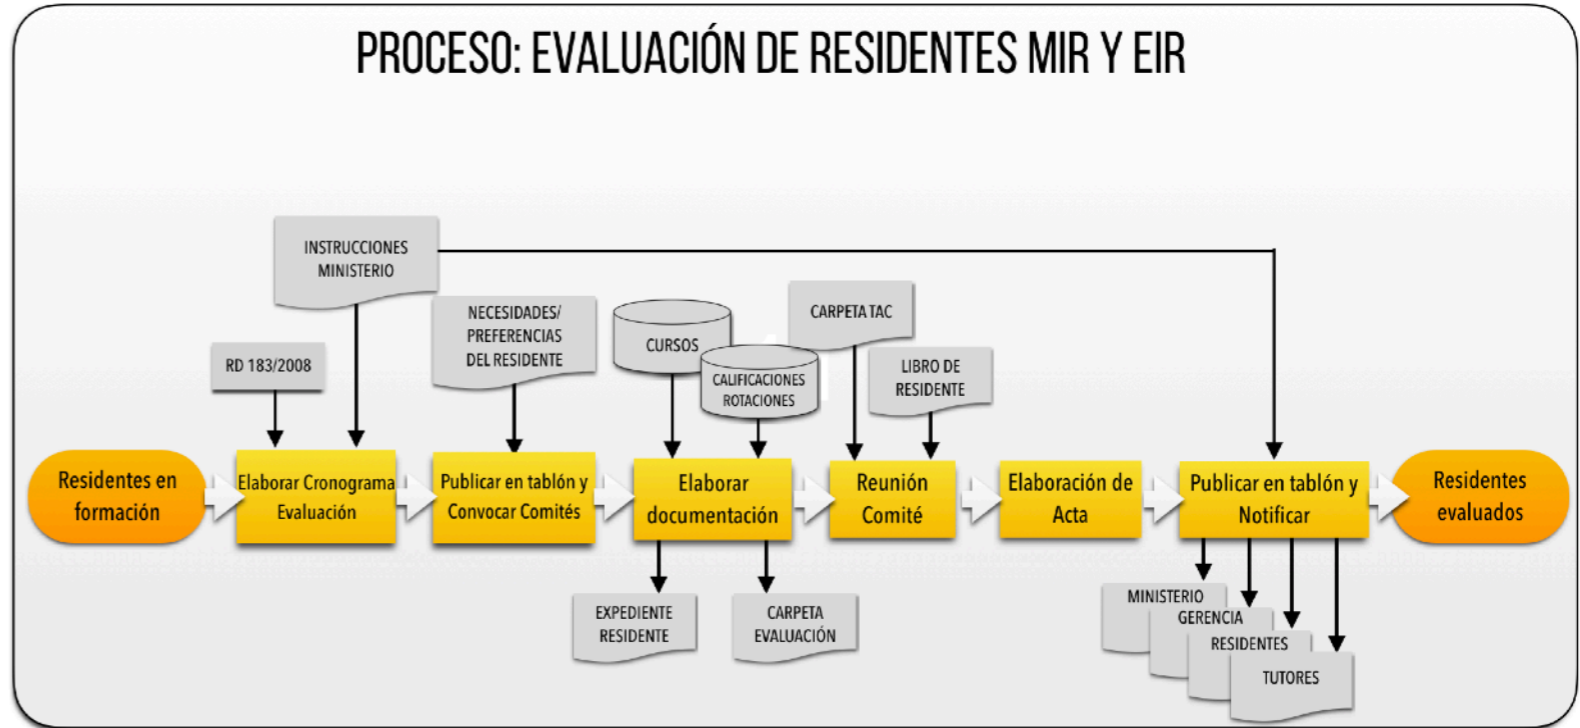 PROCESO: EVALUACIÓN DE RESIDENTES MIR Y EIR
INSTRUCCIONES
MINISTERIO
RD 183/2008
NECESIDADES/
PREFERENCIAS
DEL RESIDENTE
CURSOS
CALIFICACIONES
ROTACIONES
CARPETA TAC
LIBRO DE
RESIDENTE
Residentes en
formación
Elaborar Cronograma
Evaluación
Publicar en tablón y
Convocar Comités
Elaborar
documentación
Reunión
Comité
Elaboración de
Acta
Publicar en tablón y
Notificar
Residentes
evaluados
EXPEDIENTE
RESIDENTE
CARPETA
EVALUACIÓN
MINISTERIO
GERENCIA
RESIDENTES
TUTORES